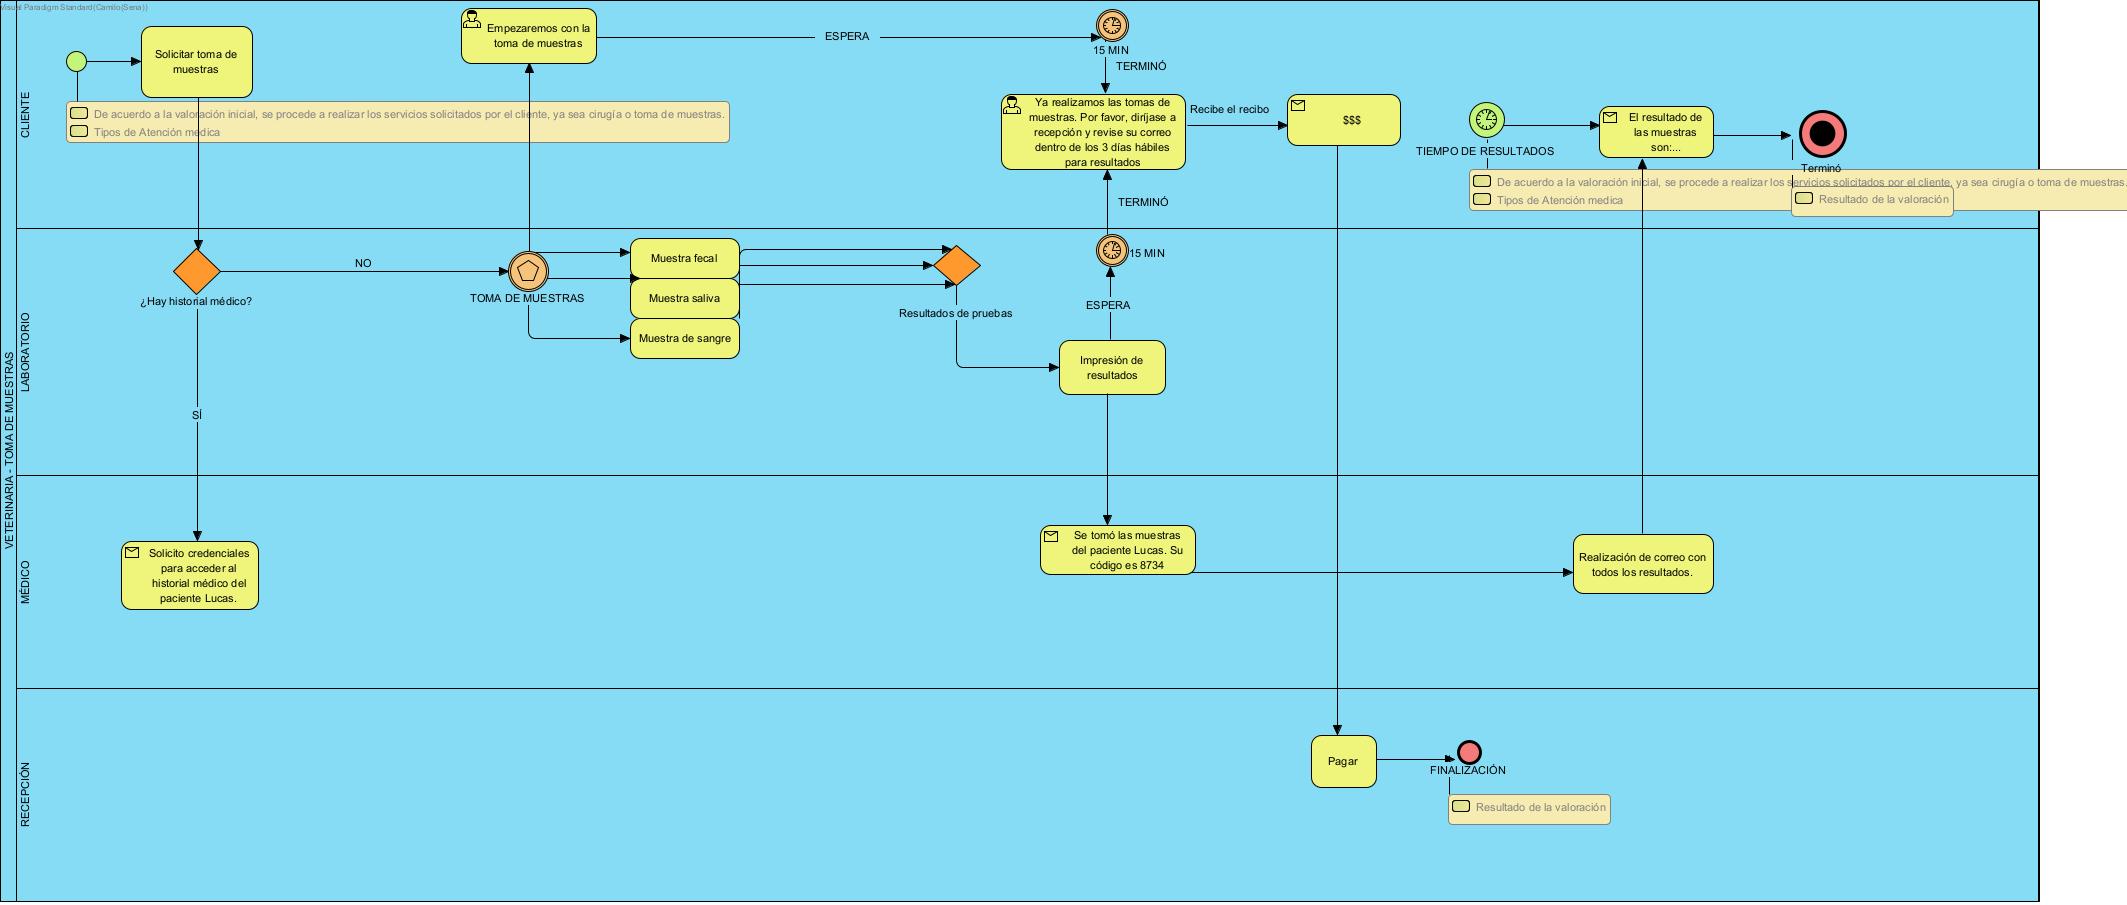 Visual Paradigm Standard(Camilo(Sena))
VETERINARIA - TOMA DE MUESTRAS
CLIENTE
Solicitar toma de
muestras
De acuerdo a la valoración inicial, se procede a realizar los servicios solicitados por el cliente, ya sea cirugía o toma de muestras.
Tipos de Atención medica
Empezaremos con la
toma de muestras
ESPERA
15 MIN
TERMINÓ
Ya realizamos las tomas de
muestras. Por favor, diríjase a
recepción y revise su correo
dentro de los 3 días hábiles
para resultados
Recibe el recibo
$$$
TIEMPO DE RESULTADOS
El resultado de
las muestras
son:...
Terminó
De acuerdo a la valoración inicial, se procede a realizar los servicios solicitados por el cliente, ya sea cirugía o toma de muestras.
Tipos de Atención medica
Resultado de la valoración
TERMINÓ
LABORATORIO
¿Hay historial médico?
NO
SÍ
TOMA DE MUESTRAS
Muestra fecal
Muestra saliva
Muestra de sangre
Resultados de pruebas
15 MIN
ESPERA
Impresión de
resultados
MÉDICO
Solicito credenciales
para acceder al
historial médico del
paciente Lucas.
Se tomó las muestras
del paciente Lucas. Su
código es 8734
Realización de correo con
todos los resultados.
RECEPCIÓN
Pagar
FINALIZACIÓN
Resultado de la valoración